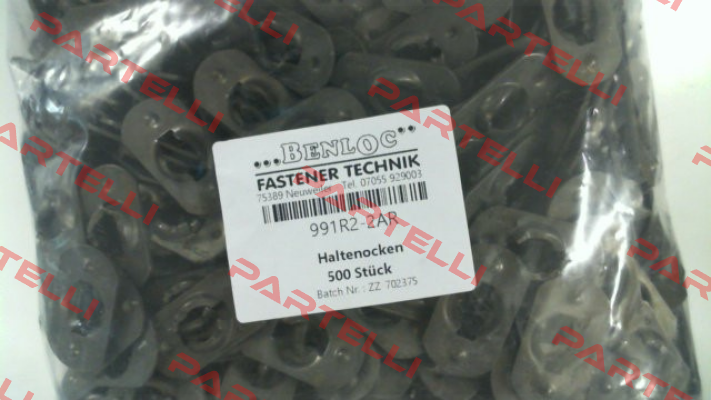 ...BENLOC...
FASTENER TECHNIK
75389 Neuweiler Tel. 07055 929003
991R2-2AR
Haltenocken
500 Stück
Batch Nr.: ZZ 702375
PARTELLI
PARTELLI
PARTELLI
PARTELLI
PARTELLI
PARTELLI
PARTELLI
PARTELLI